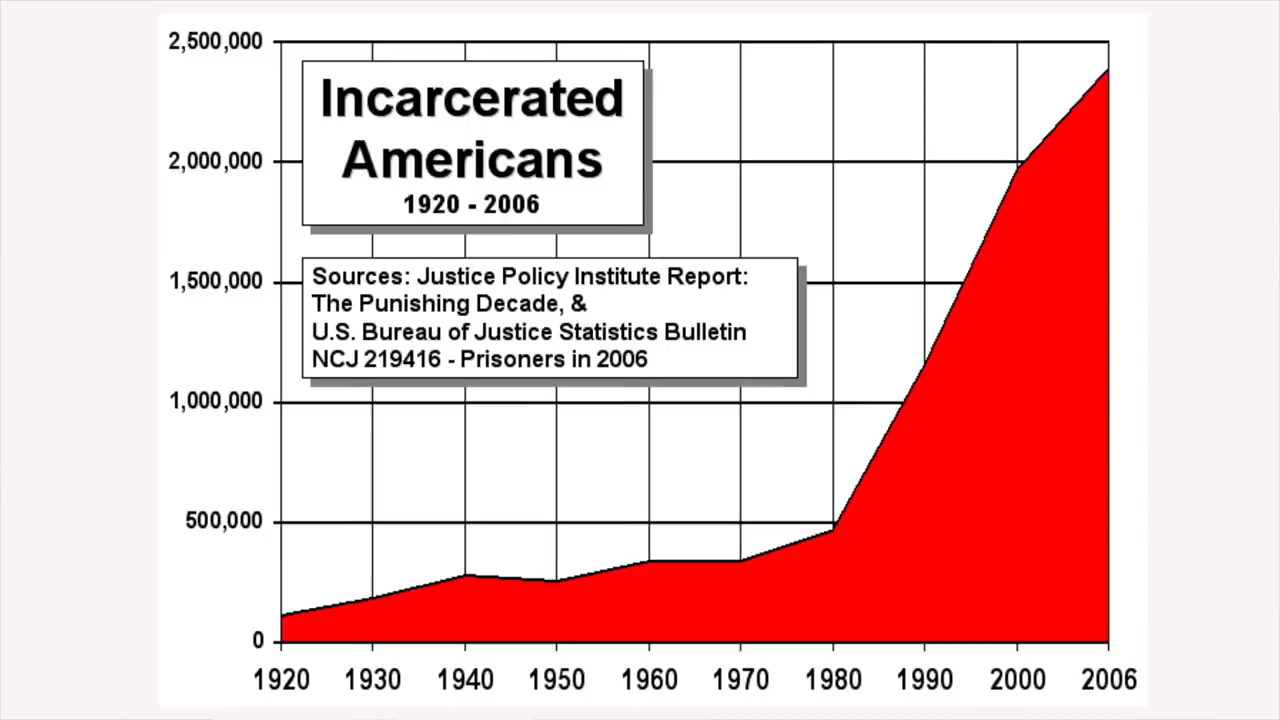 2,500,000
Incarcerated
Americans
1920 - 2006
2,000,000
Sources: Justice Policy Institute Report:
The Punishing Decade, &
U.S. Bureau of Justice Statistics Bulletin
NCJ 219416 - Prisoners in 2006
1,500,000
1,000,000
500,000
0
1920 1930 1940 1950 1960 1970 1980 1990 2000 2006